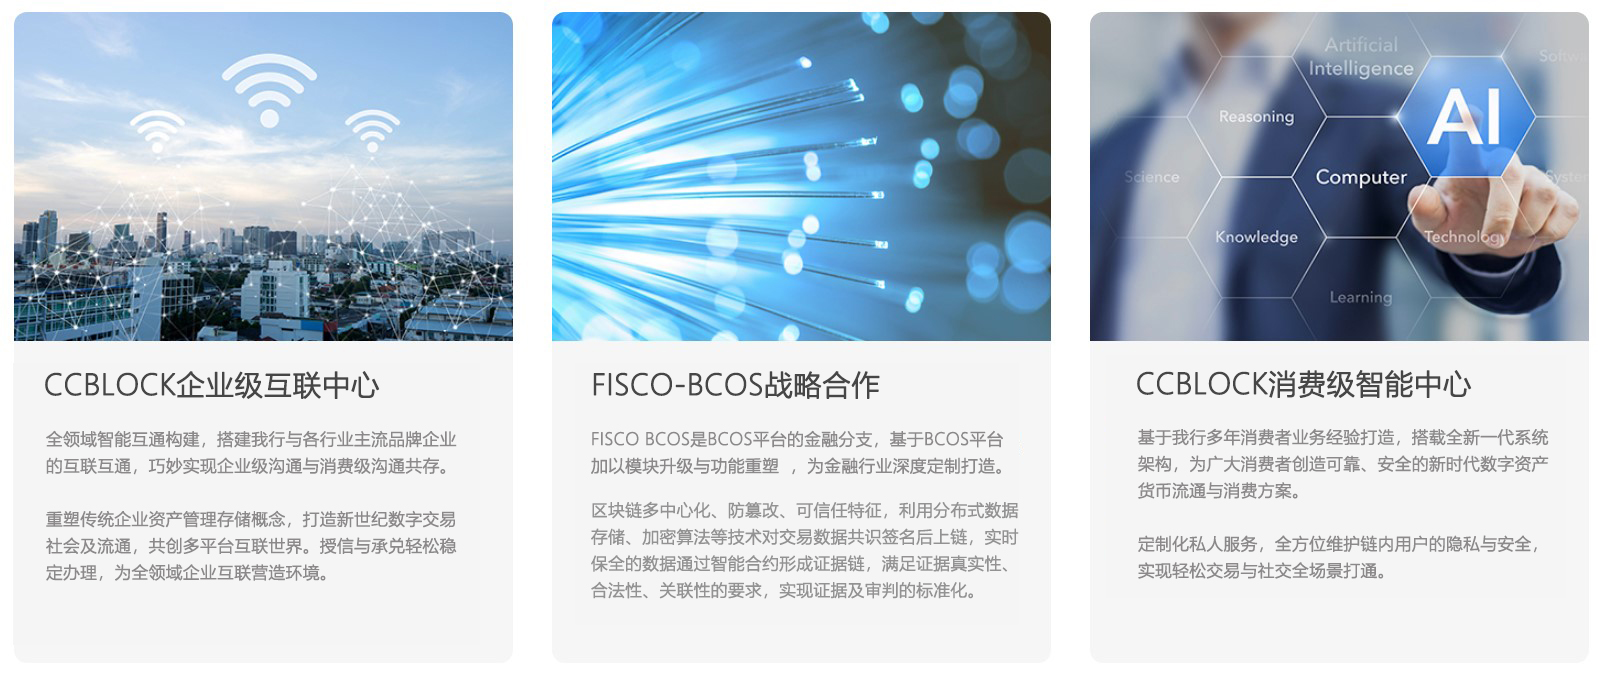 Artificial
Intelligence
AI
Reasoning
Science
Computer
Knowledge
Technology
Learning
CCBLOCK企业级互联中心
全领域智能互通构建，搭建我行与各行业主流品牌企业
的互联互通，巧妙实现企业级沟通与消费级沟通共存。
重塑传统企业资产管理存储概念，打造新世纪数字交易
社会及流通，共创多平台互联世界。授信与承兑轻松稳
定办理，为全领域企业互联营造环境。
FISCO-BCOS战略合作
FISCO BCOS是BCOS平台的金融分支，基于BCOS平台
加以模块升级与功能重塑 ，为金融行业深度定制打造。
区块链多中心化、防篡改、可信任特征，利用分布式数据
存储、加密算法等技术对交易数据共识签名后上链，实时
保全的数据通过智能合约形成证据链，满足证据真实性、
合法性、关联性的要求，实现证据及审判的标准化。
CCBLOCK消费级智能中心
基于我行多年消费者业务经验打造，搭载全新一代系统
架构，为广大消费者创造可靠、安全的新时代数字资产
货币流通与消费方案。
定制化私人服务，全方位维护链内用户的隐私与安全，
实现轻松交易与社交全场景打通。